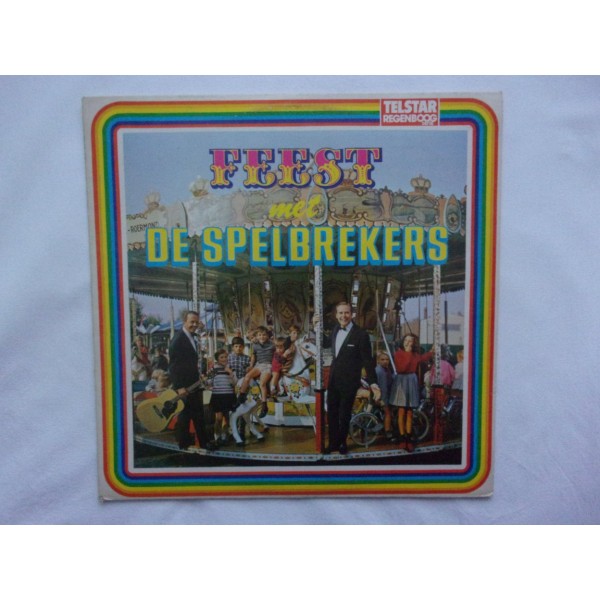 TELSTAR
REGENBOOG
FEEST
met
DE SPELBREKERS